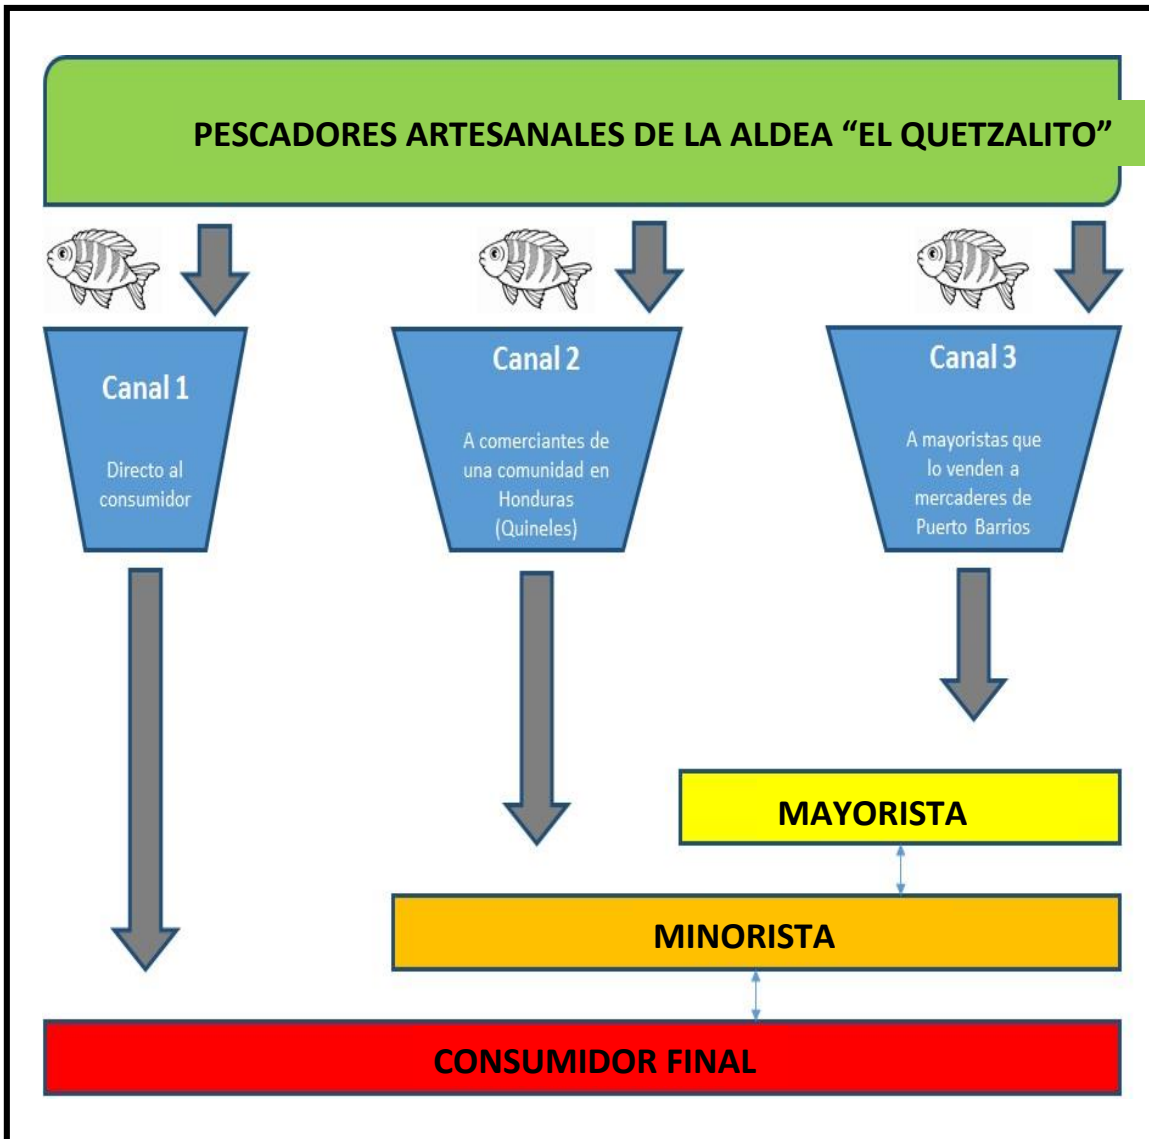 PESCADORES ARTESANALES DE LA ALDEA “EL QUETZALITO”
Canal 1
Directo al
consumidor
Canal 2
A comerciantes de
una comunidad en
Honduras
(Quineles)
Canal 3
A mayoristas que
lo venden a
mercaderes de
Puerto Barrios
MAYORISTA
MINORISTA
CONSUMIDOR FINAL